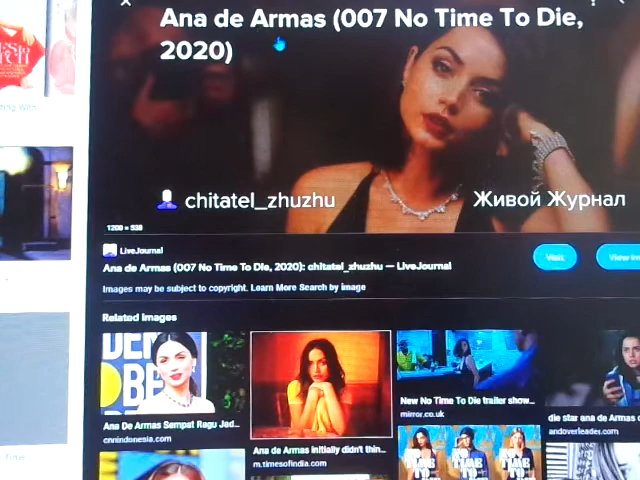 Ana de Armas (007 No Time To Die,
2020)
chitatel_zhuzhu
Живой Журнал
1200 × 538
LiveJournal
Ana de Armas (007 No Time To Die, 2020): chitatel_zhuzhu — LiveJournal
Visit
View
Images may be subject to copyright. Learn More Search by image
Related images
Ana De Armas Sempat Ragu Jad...
cnnindonesia.com
Ana de Armas initially didn't thin...
m.timesofindia.com
New No Time To Die trailer show...
mirror.co.uk
die star ana de Armas
andoverleader.com